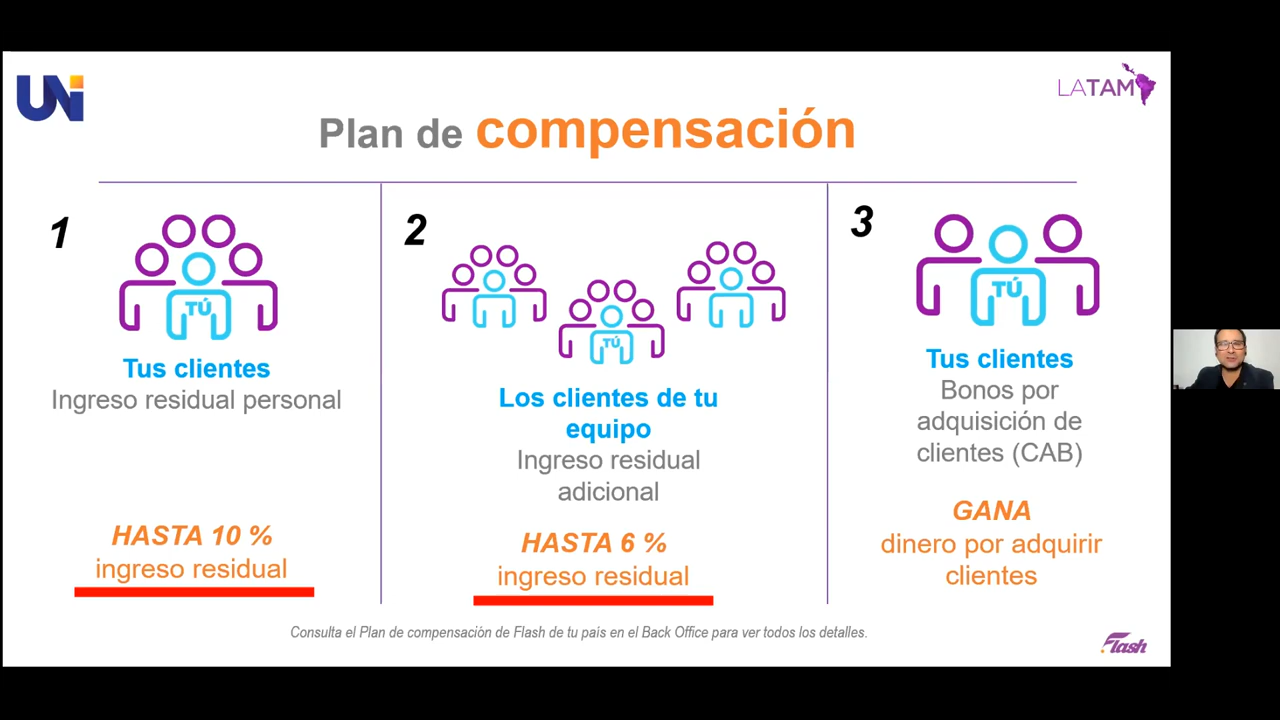 UNi
LATAM
Plan de compensación
1
TÚ
Tus clientes
Ingreso residual personal
HASTA 10 %
ingreso residual
2
TÚ
Los clientes de tu
equipo
Ingreso residual
adicional
HASTA 6 %
ingreso residual
3
TÚ
Tus clientes
Bonos por
adquisición de
clientes (CAB)
GANA
dinero por adquirir
clientes
Consulta el Plan de compensación de Flash de tu pais en el Back Office para ver todos los detalles.
Flash